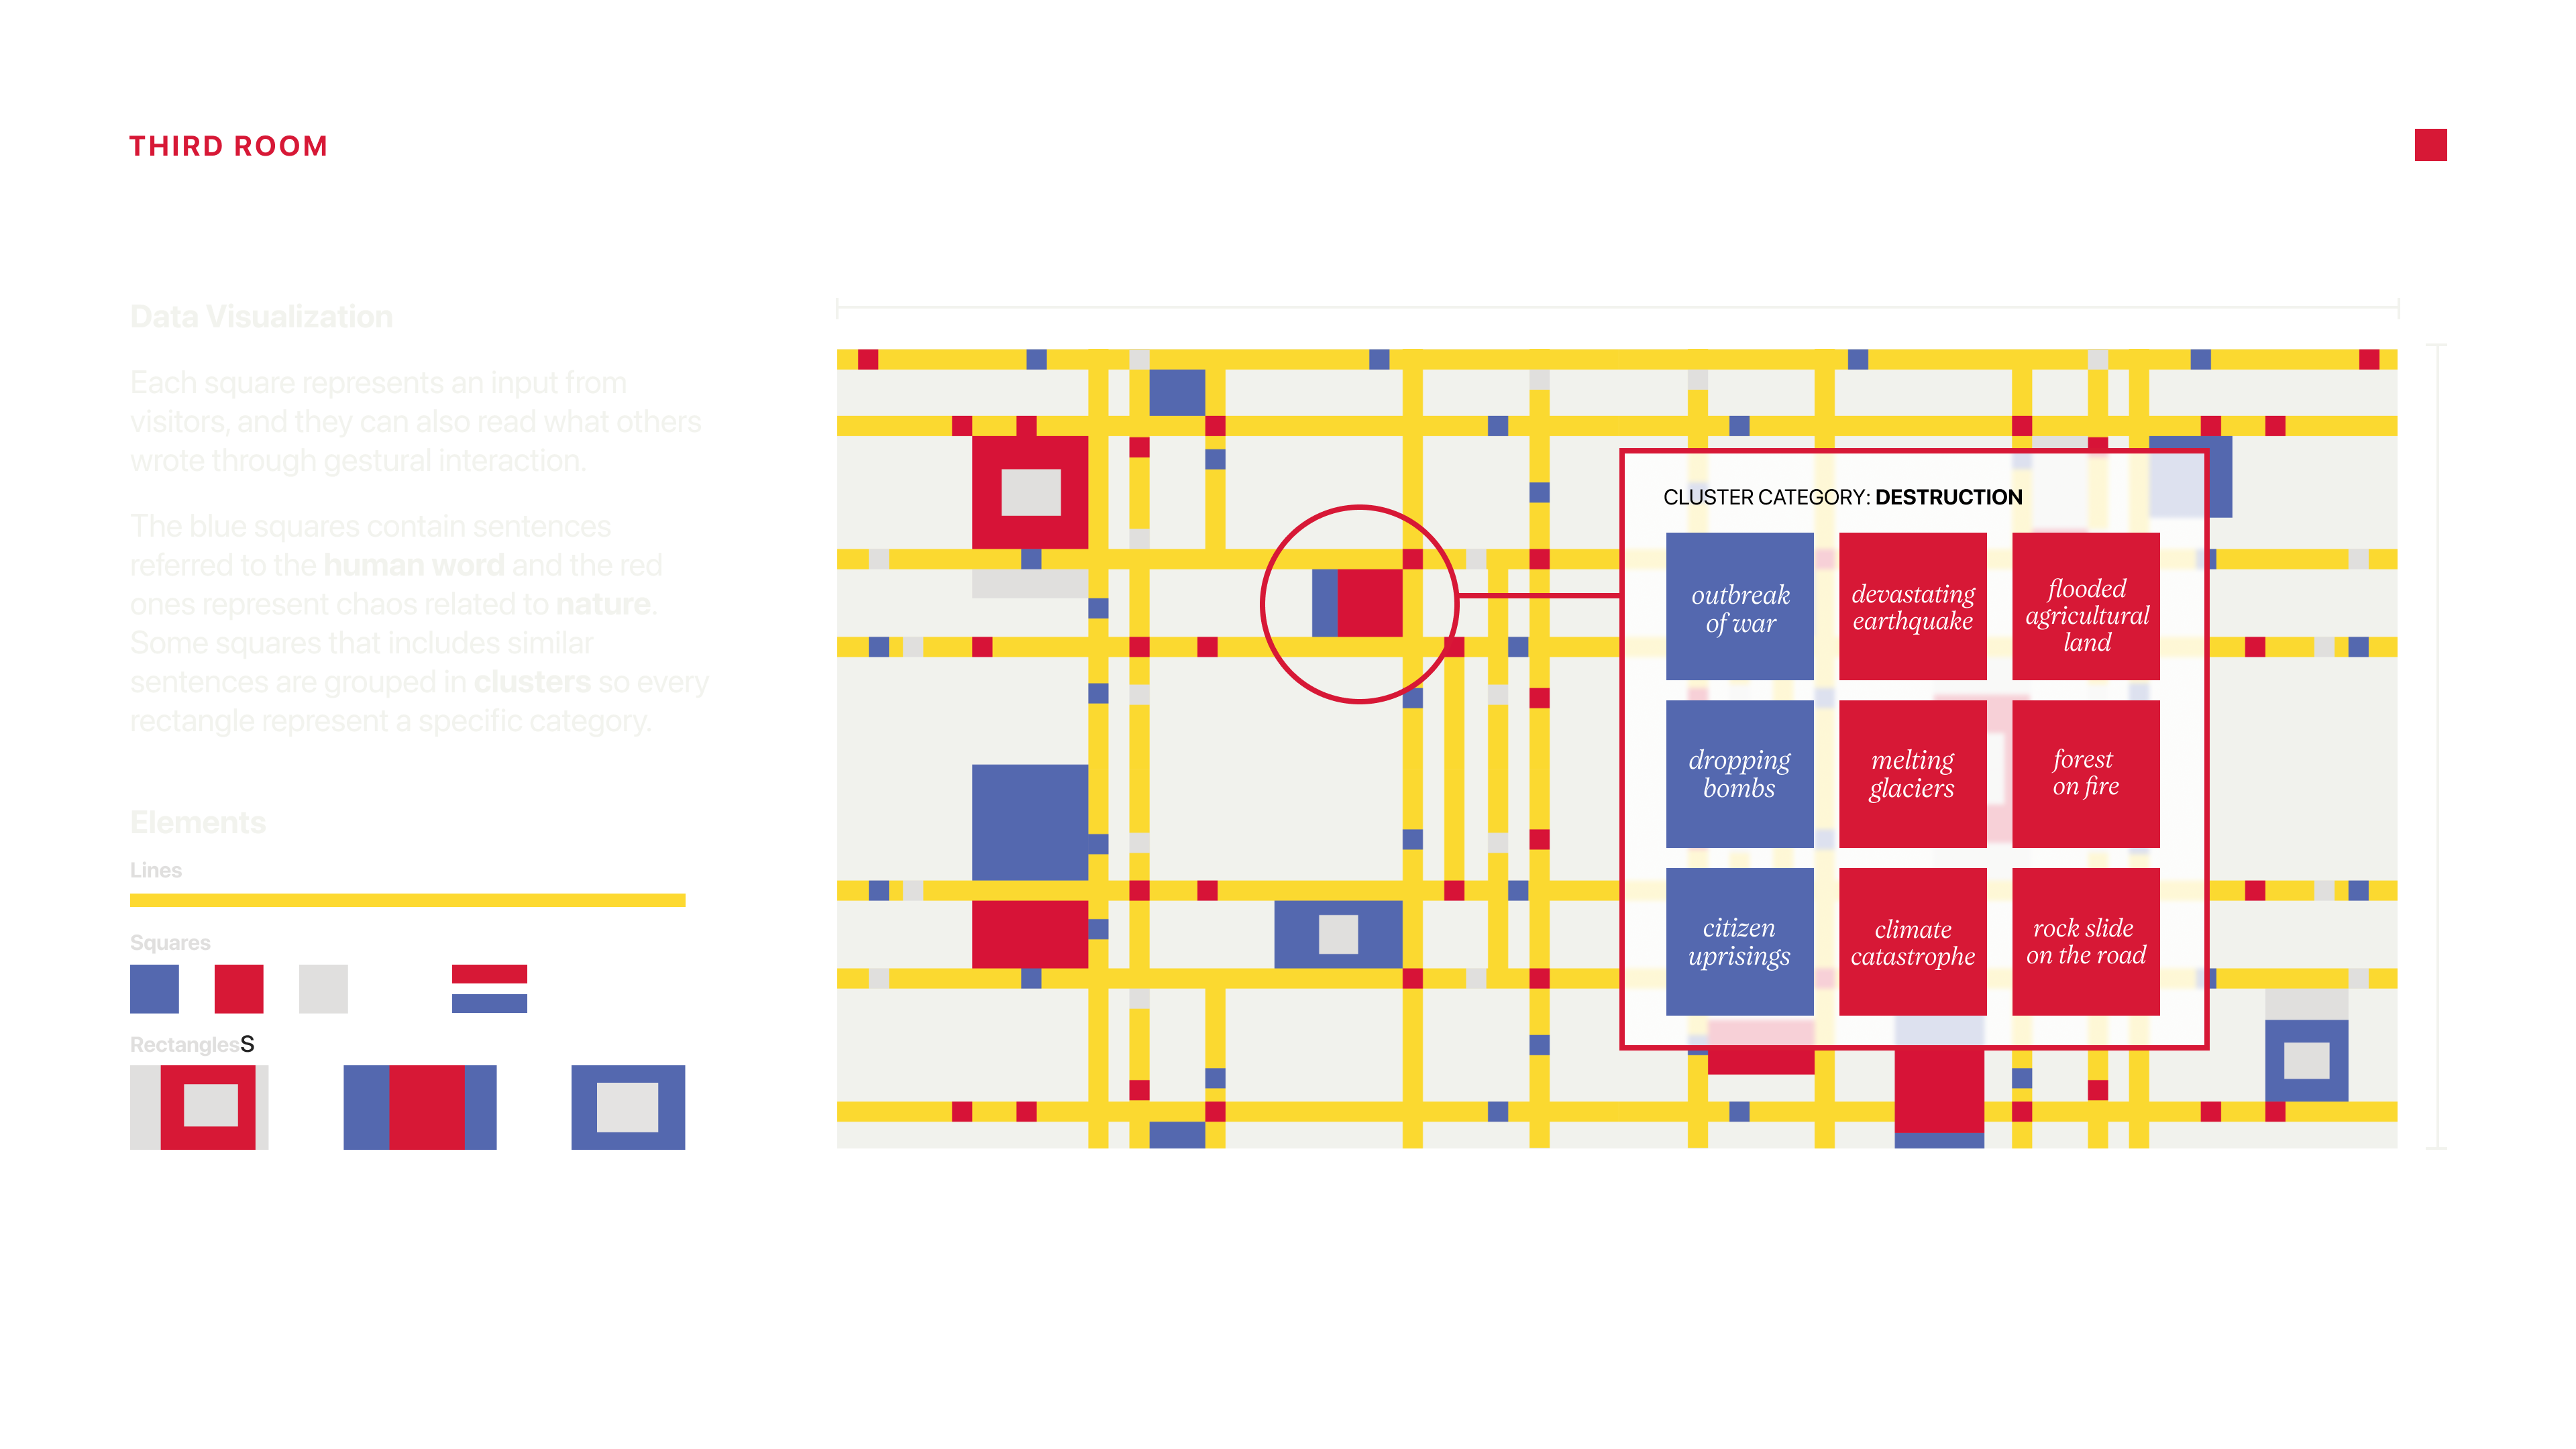 THIRD ROOM
Data Visualization
Each square represents an input from
visitors, and they can also read what others
wrote through gestural interaction.
The blue squares contain sentences
referred to the human word and the red
ones represent chaos related to nature.
Some squares that includes similar
sentences are grouped in clusters so every
rectangle represent a specific category.
Elements
Lines
Squares
RectanglesS
CLUSTER CATEGORY: DESTRUCTION
outbreak
of war
devastating
earthquake
flooded
agricultural
land
dropping
bombs
melting
glaciers
forest
on fire
citizen
uprisings
climate
catastrophe
rock slide
on the road